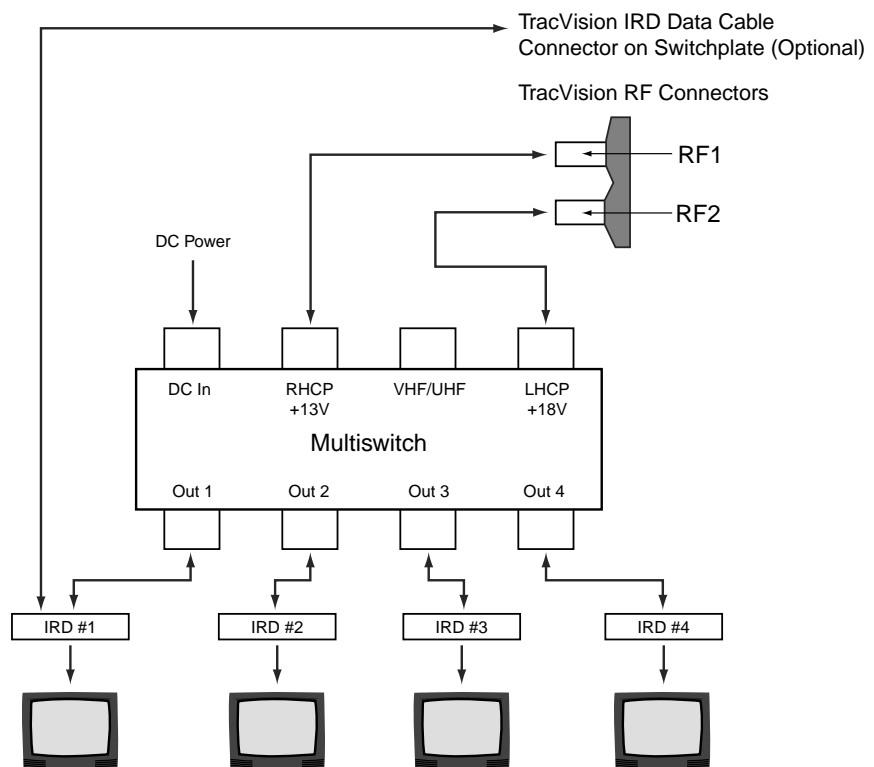 TracVision IRD Data Cable
Connector on Switchplate (Optional)
TracVision RF Connectors
RF1
RF2
DC Power
DC In
RHCP
+13V
VHF/UHF
LHCP
+18V
Multiswitch
Out 1
Out 2
Out 3
Out 4
IRD #1
IRD #2
IRD #3
IRD #4